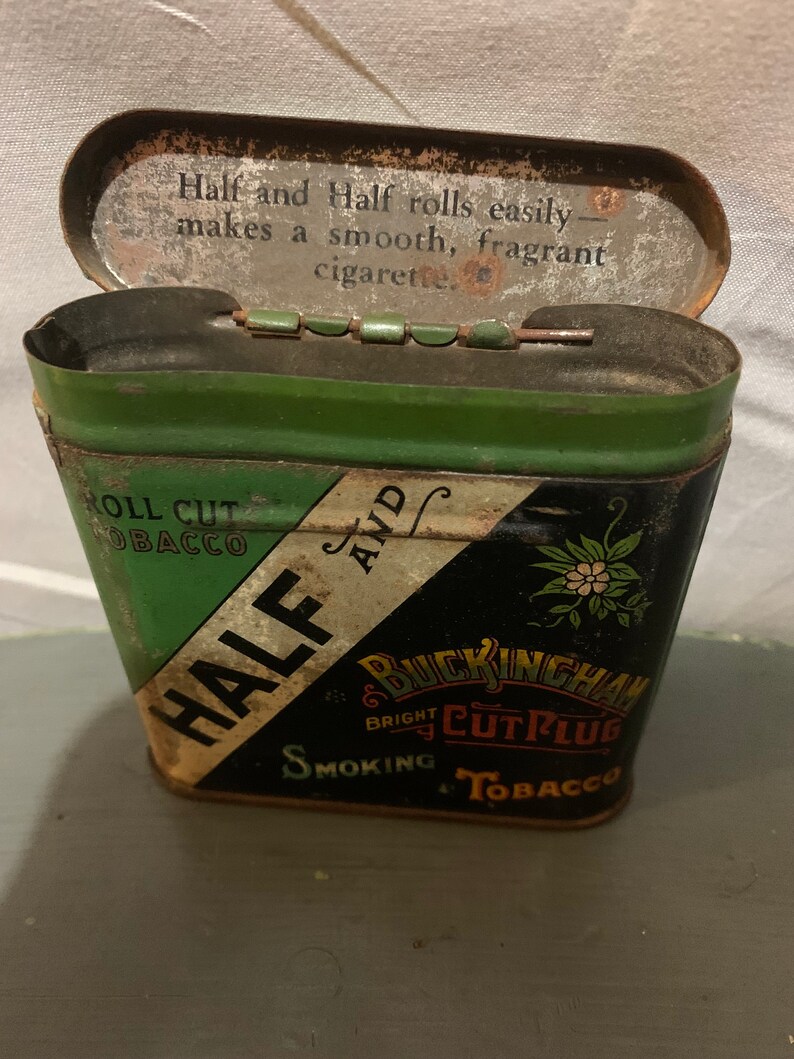 Half and Half rolls easily—
makes a smooth, fragrant
cigarette.
ROLL CUT
TOBACCO
HALF AND
BUCKINGHAM
BRIGHT CUT PLUG
SMOKING
TOBACCO